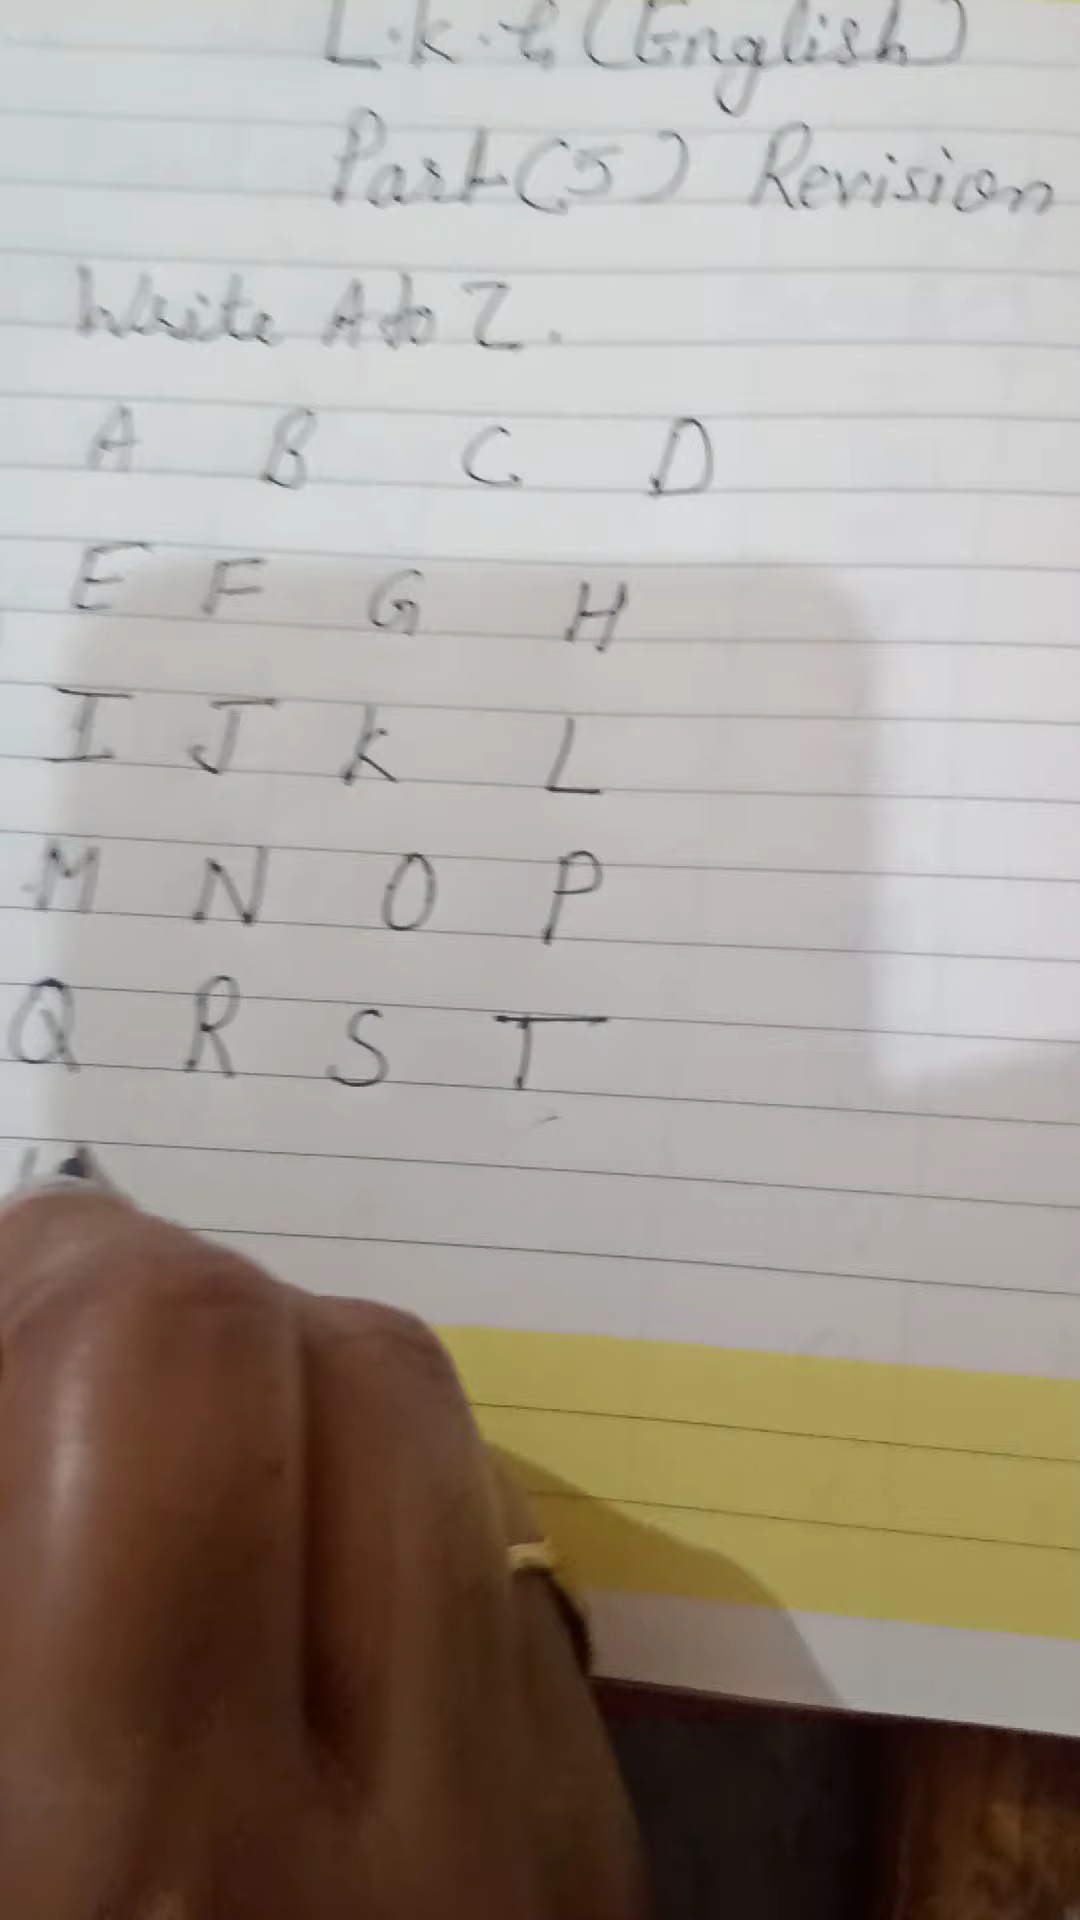 L.K.G (English)
Part (5) Revision
Write A to Z.
A B C D
E F G H
I J K L
M N O P
Q R S T